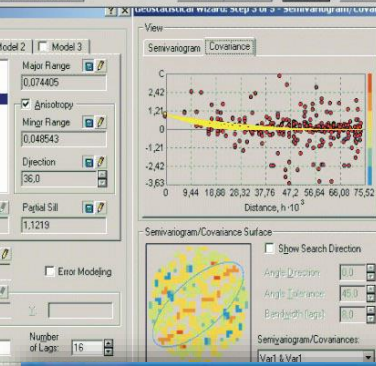 Geostatistical Wizard: Step 3 of 5 - Semivariogram/Covar
Model 2
Model 3
Major Range
0,074405
Anisotropy
Minor Range
0,048543
Direction
36,0
Partial Sill
1,1219
Error Modeling
Number
of Lags: 16
View
Semivariogram Covariance
C
2,42
1,21
0
-1,21
-2,42
-3,63
0 9,44 18,88 28,32 37,76 47,2 56,64 66,08 75,52
Distance, h·10³
Semivariogram/Covariance Surface
Show Search Direction
Angle Direction: 0,0
Angle Tolerance: 45,0
Bandwidth (lags): 8,0
Semivariogram/Covariances:
Var1 & Var1